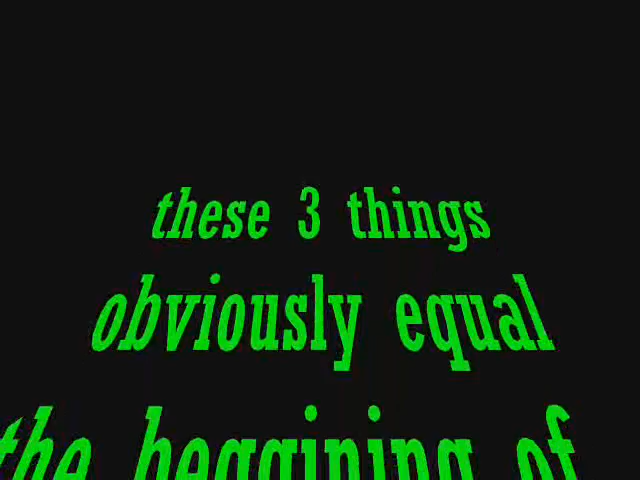 these 3 things
obviously equal
the beggining of